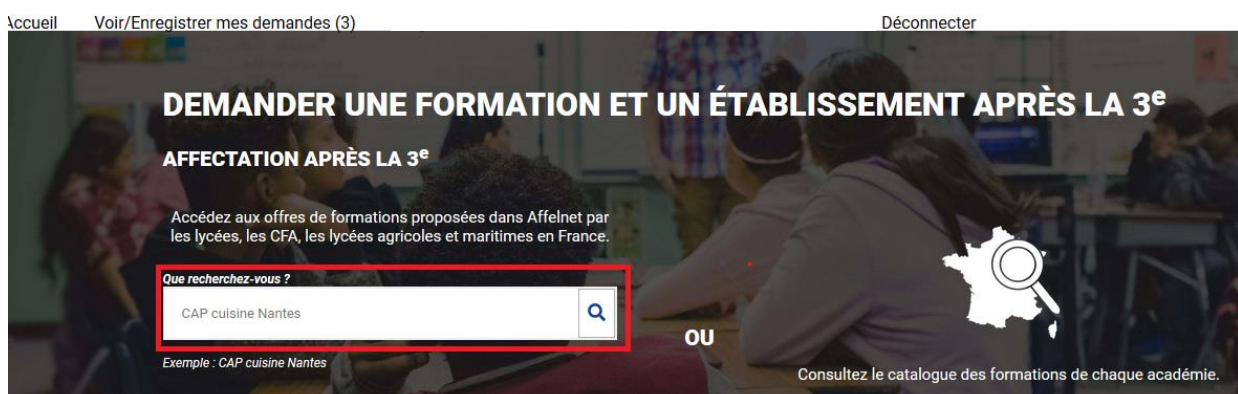 Accueil Voir/Enregistrer mes demandes (3) Déconnecter
DEMANDER UNE FORMATION ET UN ÉTABLISSEMENT APRÈS LA 3e
AFFECTATION APRÈS LA 3e
Accédez aux offres de formations proposées dans Affelnet par
les lycées, les CFA, les lycées agricoles et maritimes en France.
Que recherchez-vous ?
CAP cuisine Nantes
OU
Exemple : CAP cuisine Nantes
Consultez le catalogue des formations de chaque académie.